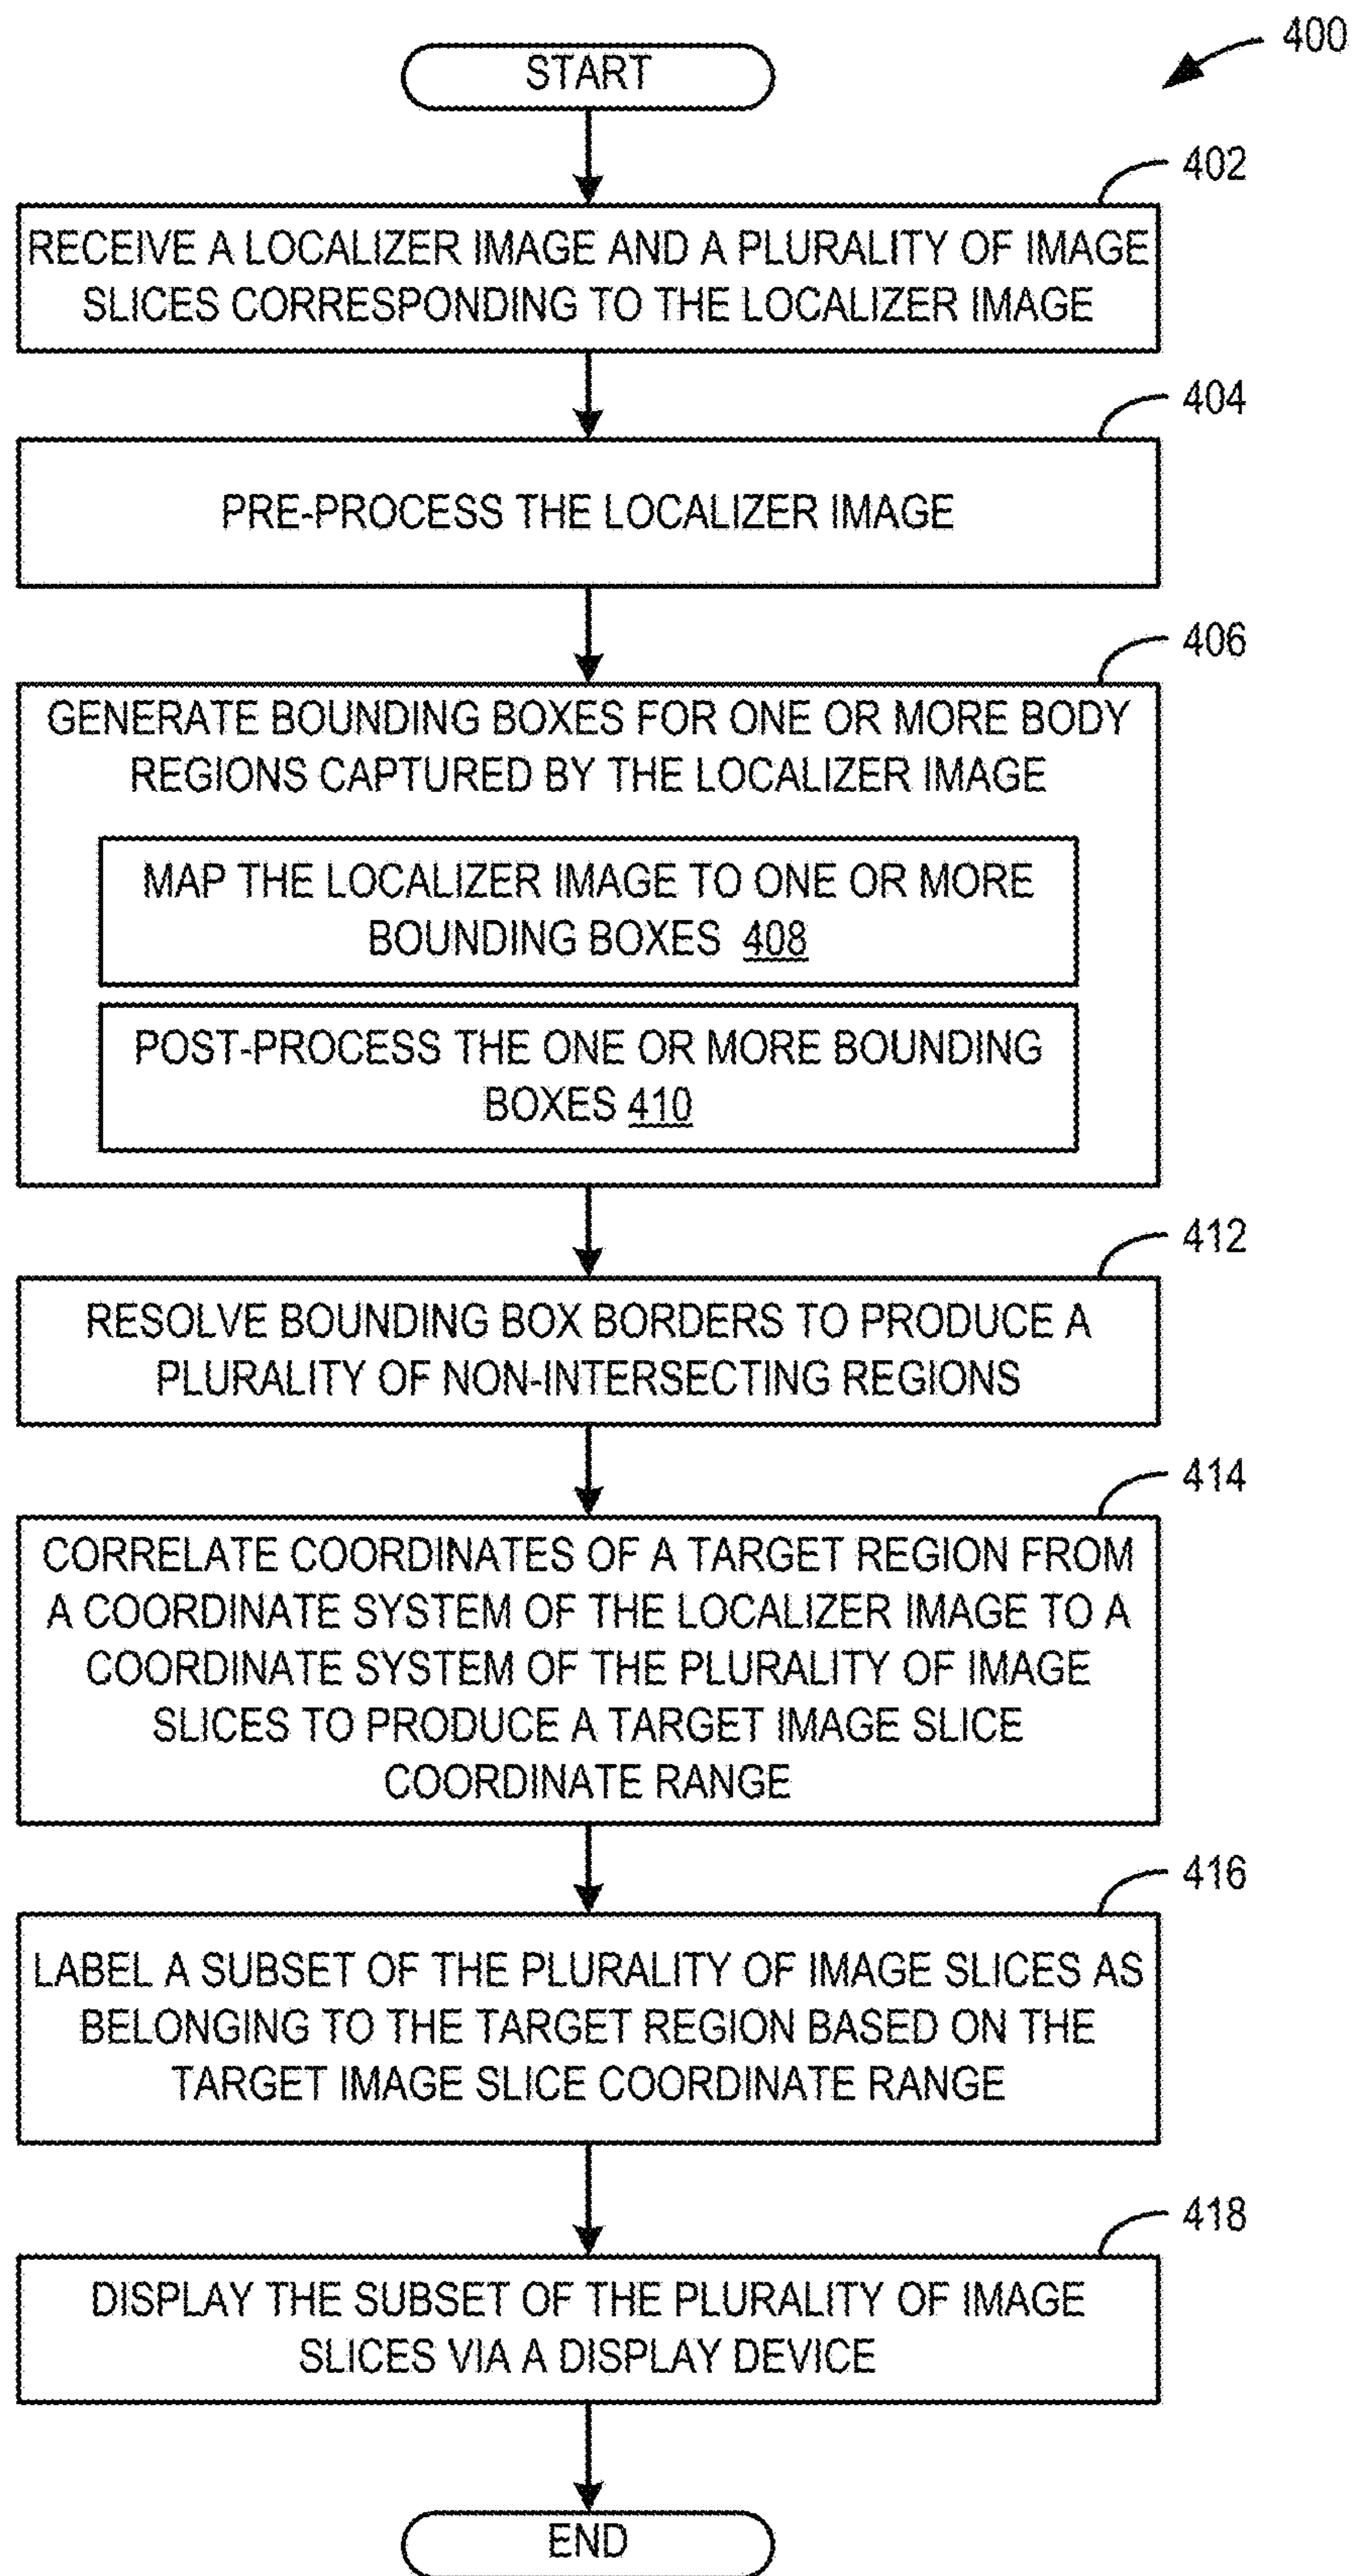 400
START
402
RECEIVE A LOCALIZER IMAGE AND A PLURALITY OF IMAGE
SLICES CORRESPONDING TO THE LOCALIZER IMAGE
404
PRE-PROCESS THE LOCALIZER IMAGE
406
GENERATE BOUNDING BOXES FOR ONE OR MORE BODY
REGIONS CAPTURED BY THE LOCALIZER IMAGE
MAP THE LOCALIZER IMAGE TO ONE OR MORE
BOUNDING BOXES 408
POST-PROCESS THE ONE OR MORE BOUNDING
BOXES 410
412
RESOLVE BOUNDING BOX BORDERS TO PRODUCE A
PLURALITY OF NON-INTERSECTING REGIONS
414
CORRELATE COORDINATES OF A TARGET REGION FROM
A COORDINATE SYSTEM OF THE LOCALIZER IMAGE TO A
COORDINATE SYSTEM OF THE PLURALITY OF IMAGE
SLICES TO PRODUCE A TARGET IMAGE SLICE
COORDINATE RANGE
416
LABEL A SUBSET OF THE PLURALITY OF IMAGE SLICES AS
BELONGING TO THE TARGET REGION BASED ON THE
TARGET IMAGE SLICE COORDINATE RANGE
418
DISPLAY THE SUBSET OF THE PLURALITY OF IMAGE
SLICES VIA A DISPLAY DEVICE
END